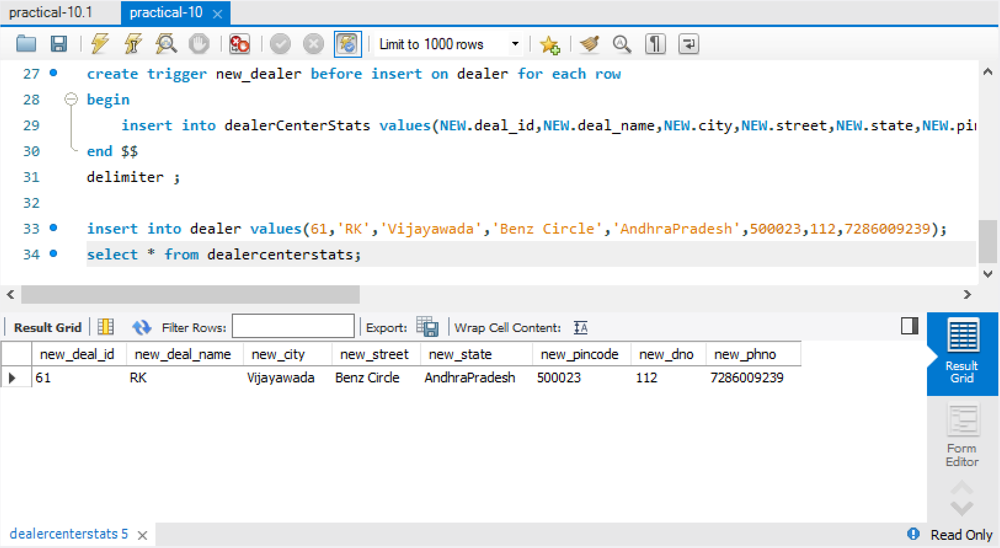 practical-10.1 practical-10
Limit to 1000 rows
27 create trigger new_dealer before insert on dealer for each row
28 begin
29 insert into dealerCenterStats values(NEW.deal_id,NEW.deal_name,NEW.city,NEW.street,NEW.state,NEW.pin
30 end $$
31 delimiter ;
32
33 insert into dealer values(61,'RK','Vijayawada','Benz Circle','AndhraPradesh',500023,112,7286009239);
34 select * from dealercenterstats;
Result Grid Filter Rows: Export: Wrap Cell Content:
new_deal_id new_deal_name new_city new_street new_state new_pincode new_dno new_phno
61 RK Vijayawada Benz Circle AndhraPradesh 500023 112 7286009239
Result
Grid
Form
Editor
dealercenterstats 5 Read Only